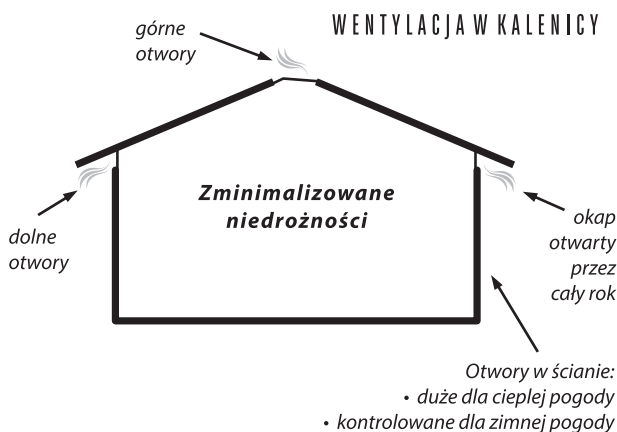 WENTYLACJA W KALENICY
górne
otwory
Zminimalizowane
niedrożności
dolne
otwory
okap
otwarty
przez
cały rok
Otwory w ścianie:
• duże dla cieplej pogody
• kontrolowane dla zimnej pogody